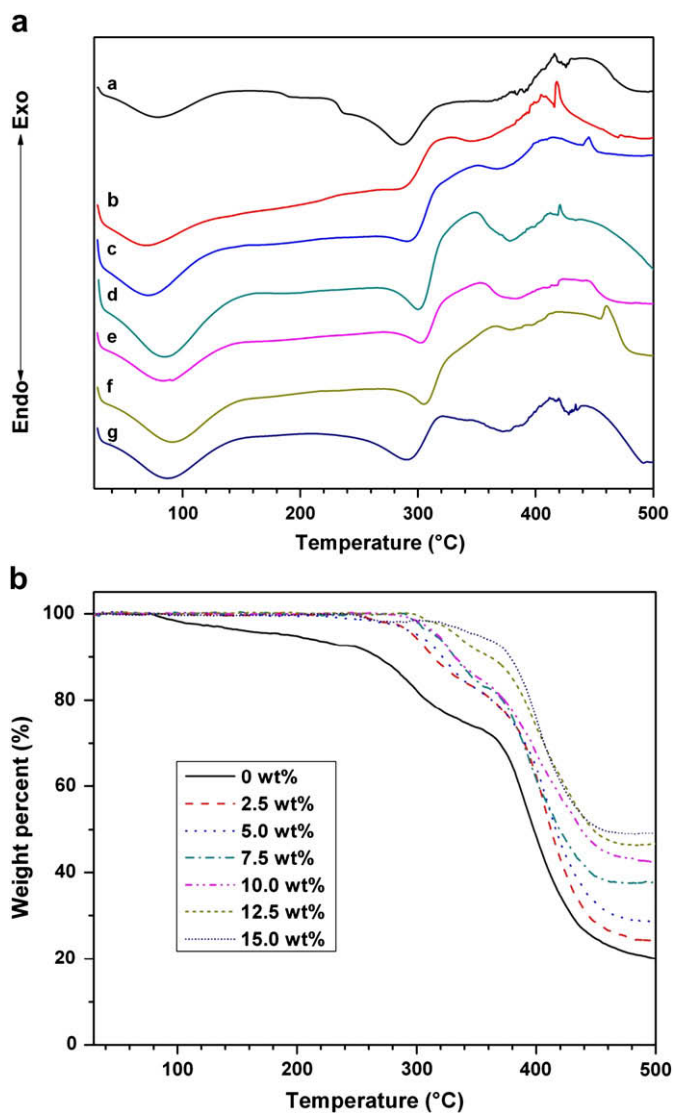 a
Exo
Endo
a
b
c
d
e
f
g
100
200
300
400
500
Temperature (°C)
b
Weight percent (%)
100
80
60
40
20
0
0 wt%
2.5 wt%
5.0 wt%
7.5 wt%
10.0 wt%
12.5 wt%
15.0 wt%
100
200
300
400
500
Temperature (°C)